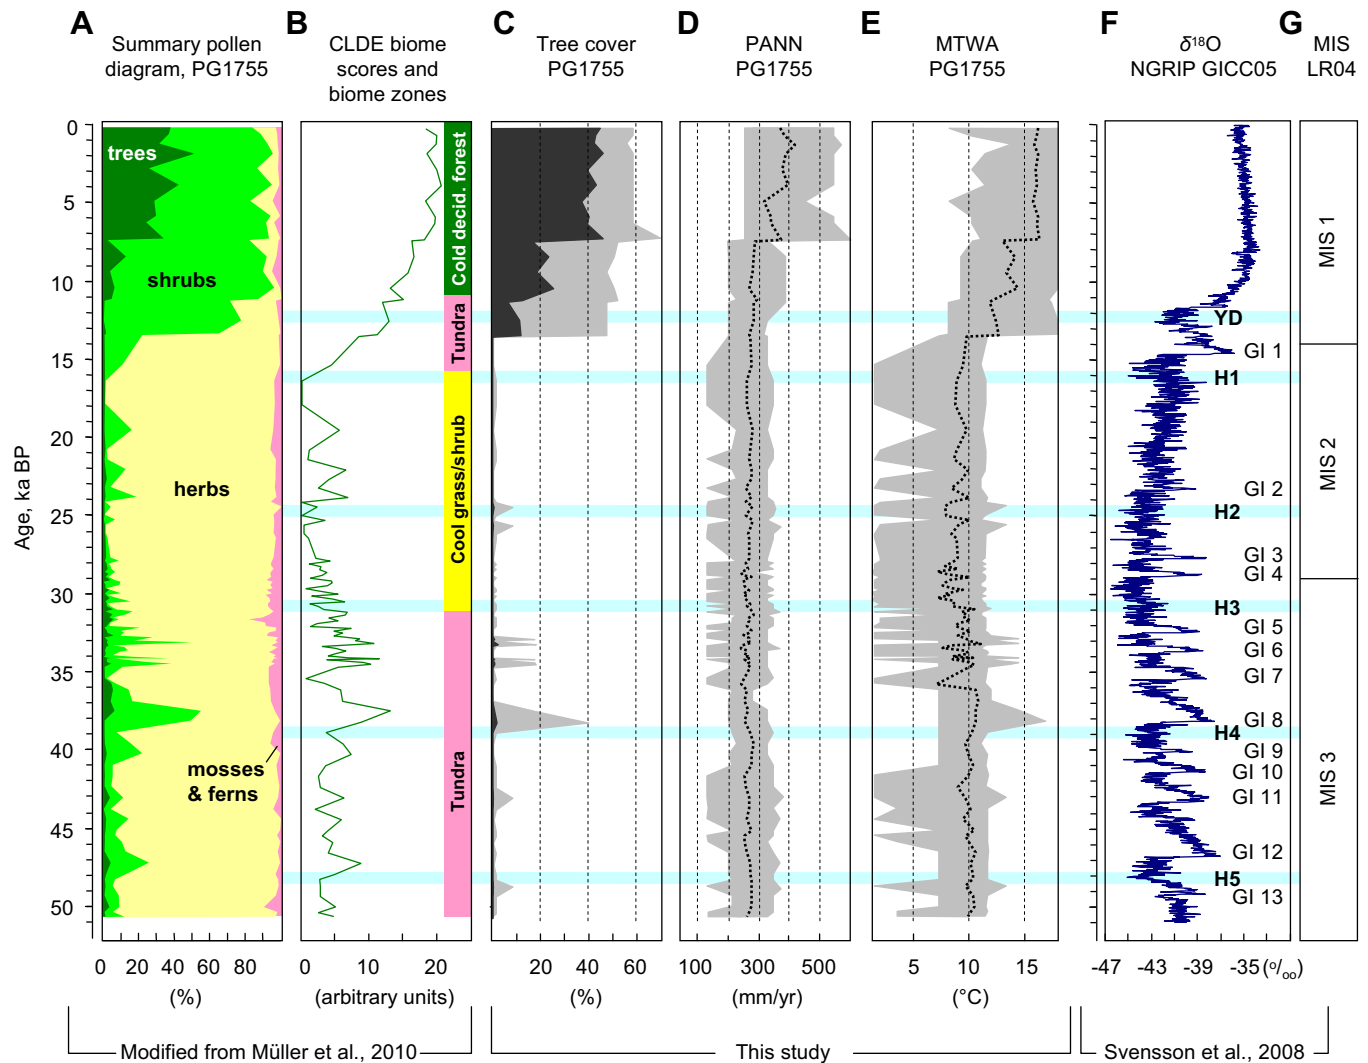 A
Summary pollen
diagram, PG1755
B
CLDE biome
scores and
biome zones
C
Tree cover
PG1755
D
PANN
PG1755
E
MTWA
PG1755
F
δ18O
NGRIP GICC05
G
MIS
LR04
Age, ka BP
0
5
10
15
20
25
30
35
40
45
50
trees
shrubs
herbs
mosses
& ferns
Cold decid. forest
Tundra
Cool grass/shrub
Tundra
YD
GI 1
H1
GI 2
H2
GI 3
GI 4
H3
GI 5
GI 6
GI 7
GI 8
H4
GI 9
GI 10
GI 11
GI 12
H5
GI 13
MIS 1
MIS 2
MIS 3
0 20 40 60 80
(%)
0 10 20
(arbitrary units)
20 40 60
(%)
100 300 500
(mm/yr)
5 10 15
(°C)
-47 -43 -39 -35 (o/oo)
Modified from Müller et al., 2010
This study
Svensson et al., 2008